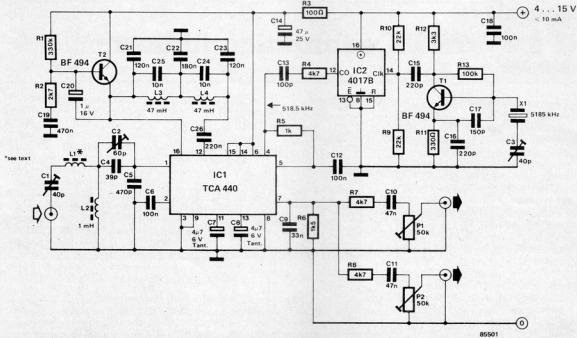 R3
100Ω
4 . . . 15 V
< 10 mA
C14
47 µ
25 V
C18
100n
R1
330k
T2
BF 494
C21
120n
C22
180n
C23
120n
C25
10n
C24
10n
L3
47 mH
L4
47 mH
R2
2k7
C20
1 µ
16 V
C19
470n
C26
220n
C13
100p
R4
4k7
16
12
CO
IC2
4017B
Clk
14
E
R
13
8
15
R10
22k
R12
3k3
C15
220p
T1
R13
100k
BF 494
C17
150p
X1
5185 kHz
R9
22k
R11
330Ω
C16
220p
C3
40p
518.5 kHz
R5
1k
C12
100n
*see text
L1*
C2
60p
C1
40p
C4
39p
C5
470p
L2
1 mH
C6
100n
16
12
15
14
6
4
1
5
IC1
TCA 440
2
7
3
9
11
13
8
C7
4µ7
6 V
Tant.
C8
4µ7
6 V
Tant.
C9
33n
R6
1k5
R7
4k7
C10
47n
P1
50k
R8
4k7
C11
47n
P2
50k
85501